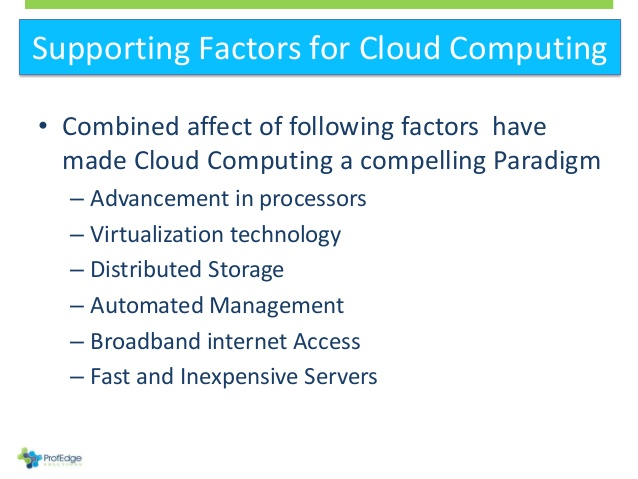 Supporting Factors for Cloud Computing
• Combined affect of following factors have
made Cloud Computing a compelling Paradigm
– Advancement in processors
– Virtualization technology
– Distributed Storage
– Automated Management
– Broadband internet Access
– Fast and Inexpensive Servers
ProfEdge
SOLUTIONS